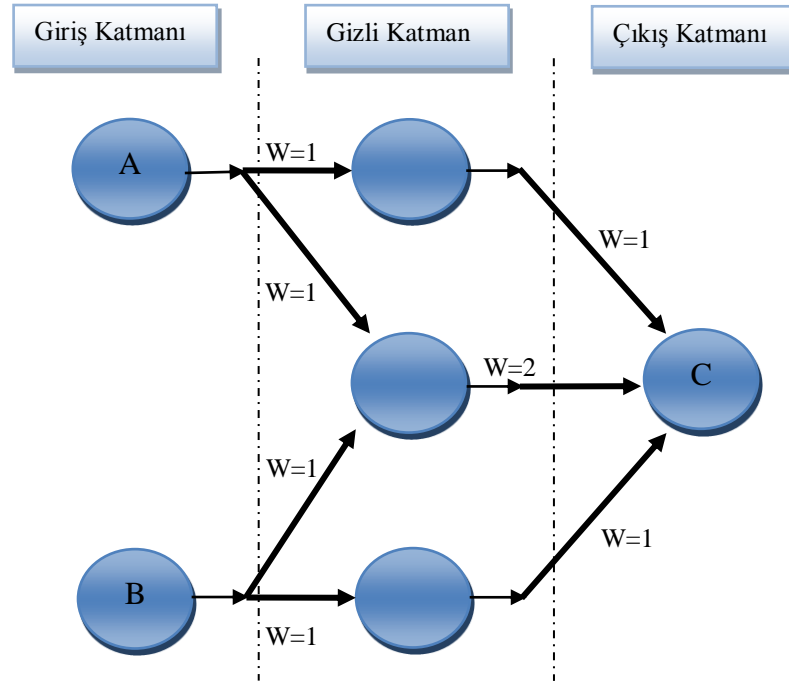 Giriş Katmanı
Gizli Katman
Çıkış Katmanı
A
W=1
W=1
W=1
W=2
C
W=1
W=1
B
W=1